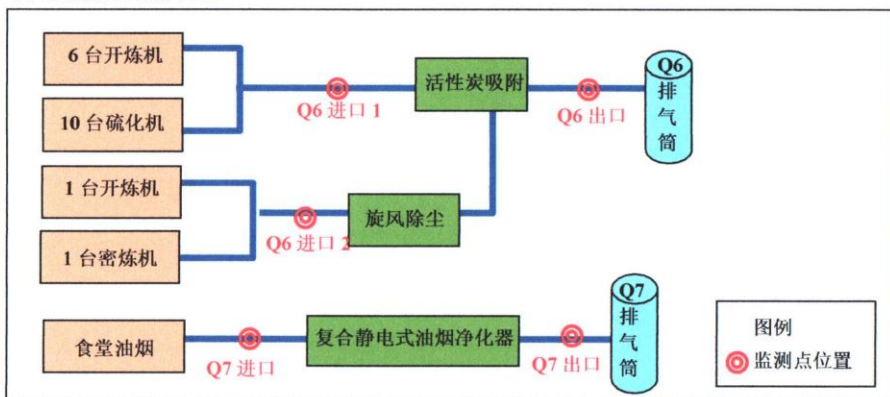 6 台开炼机
10 台硫化机
Q6 进口 1
活性炭吸附
Q6 出口
Q6
排
气
筒
1 台开炼机
1 台密炼机
Q6 进口 2
旋风除尘
食堂油烟
Q7 进口
复合静电式油烟净化器
Q7 出口
Q7
排
气
筒
图例
监测点位置